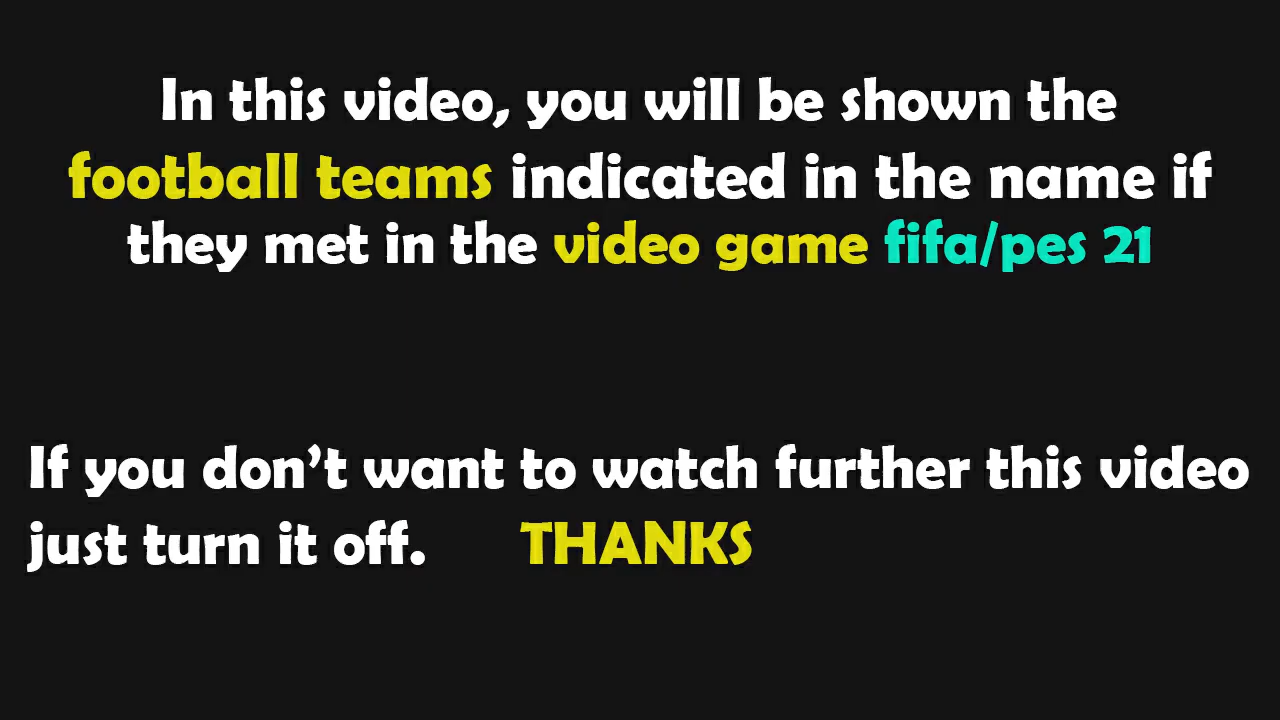 In this video, you will be shown the
football teams indicated in the name if
they met in the video game fifa/pes 21
If you don't want to watch further this video
just turn it off. THANKS